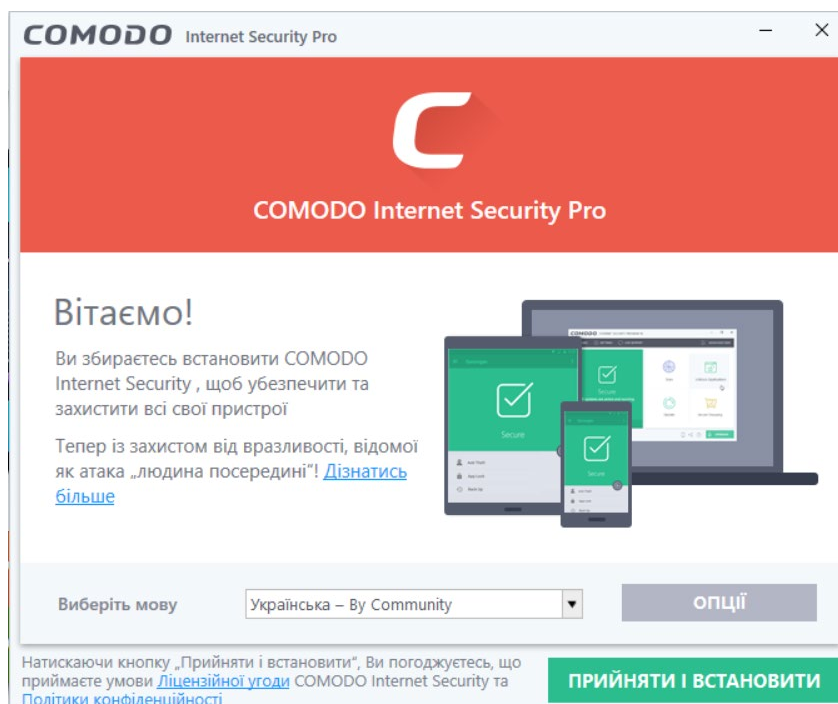 COMODO Internet Security Pro
COMODO Internet Security Pro
Вітаємо!
Ви збираєтесь встановити COMODO
Internet Security , щоб убезпечити та
захистити всі свої пристрої
Тепер із захистом від вразливості, відомої
як атака „людина посередині“! Дізнатись
більше
Secure
Secure
Виберіть мову
Українська – By Community
ОПЦІЇ
Натискаючи кнопку „Прийняти і встановити“, Ви погоджуєтесь, що
приймаєте умови Ліцензійної угоди COMODO Internet Security та
Політики конфіденційності
ПРИЙНЯТИ І ВСТАНОВИТИ